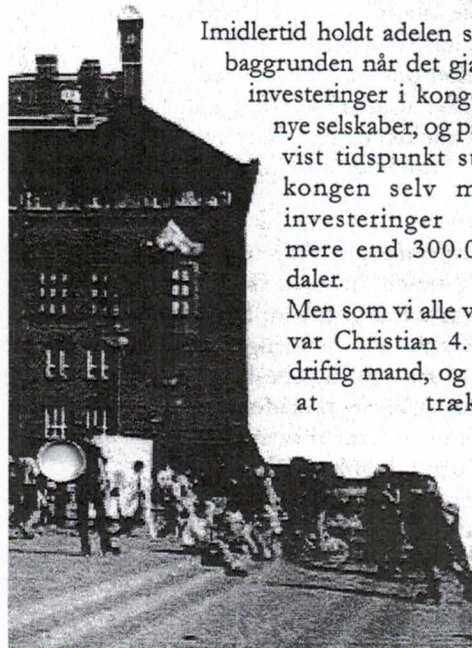 Imidlertid holdt adelen s
baggrunden når det gja
investeringer i kong
nye selskaber, og p
vist tidspunkt st
kongen selv m
investeringer
mere end 300.0
daler.
Men som vi alle v
var Christian 4.
driftig mand, og
at træk